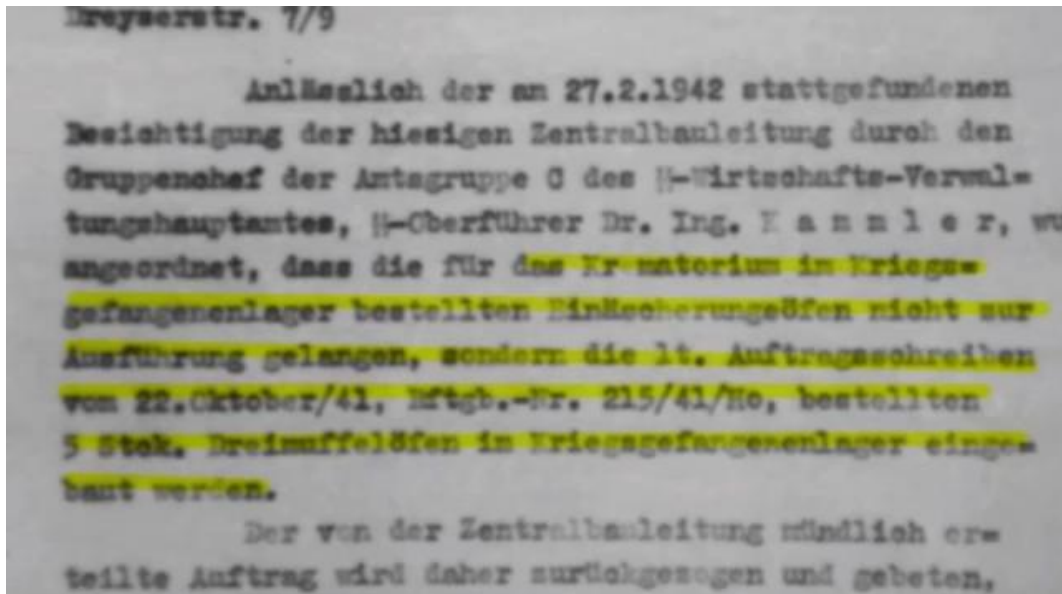 Dreyserstr. 7/9
Anlässlich der am 27.2.1942 stattgefundenen
Besichtigung der hiesigen Zentralbauleitung durch den
Gruppenchef der Amtsgruppe C des SS-Wirtschafts-Verwal=
tungshauptamtes, SS-Oberführer Dr. Ing. K a m m l e r,
angeordnet, dass die für das Krematorium im Kriegs=
gefangenenlager bestellten Einäscherungsöfen nicht zur
Ausführung gelangen, sondern die lt. Auftragsschreiben
vom 22.Oktober/41, Bftgb.-Nr. 215/41/Ho, bestellten
5 Stck. Dreimuffelöfen im Kriegsgefangenenlager einge=
baut werden.
Der von der Zentralbauleitung mündlich er=
teilte Auftrag wird daher zurückgezogen und gebeten,